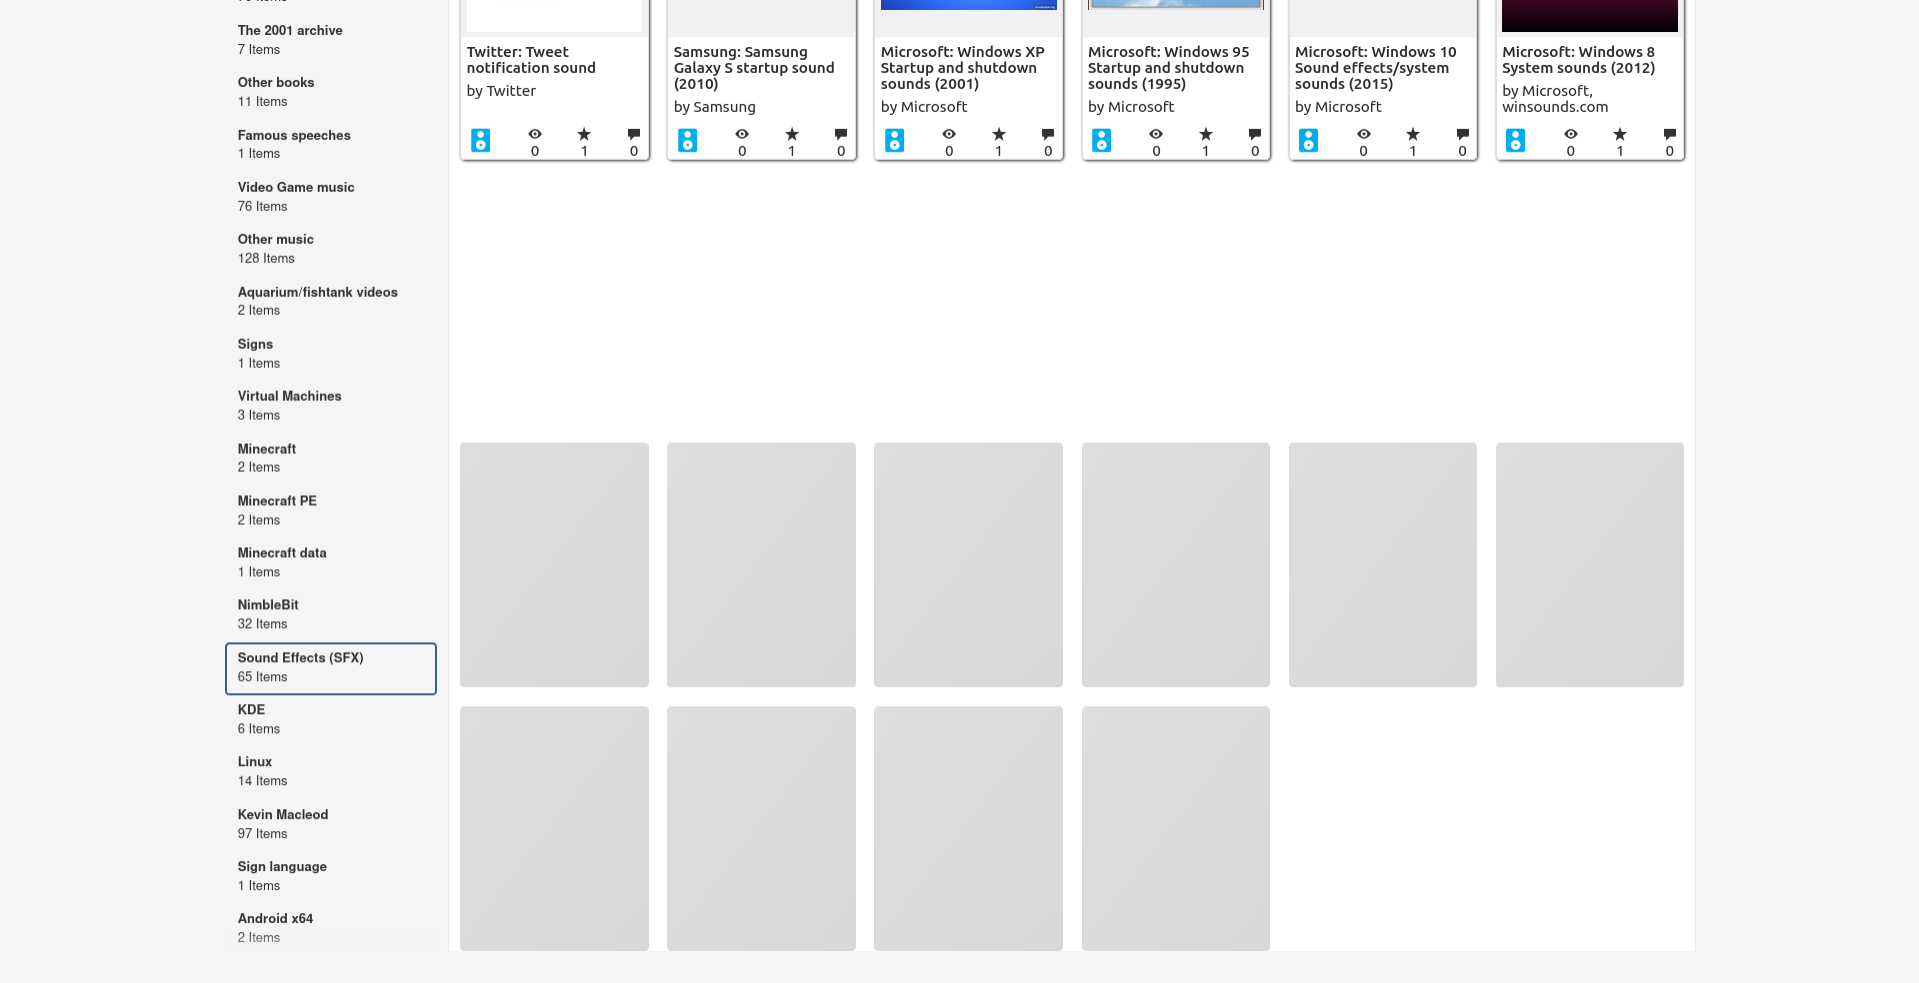 The 2001 archive
7 Items
Other books
11 Items
Famous speeches
1 Items
Video Game music
76 Items
Other music
128 Items
Aquarium/fishtank videos
2 Items
Signs
1 Items
Virtual Machines
3 Items
Minecraft
2 Items
Minecraft PE
2 Items
Minecraft data
1 Items
NimbleBit
32 Items
Sound Effects (SFX)
65 Items
KDE
6 Items
Linux
14 Items
Kevin Macleod
97 Items
Sign language
1 Items
Android x64
2 Items
Twitter: Tweet
notification sound
by Twitter
0 1 0
Samsung: Samsung
Galaxy S startup sound
(2010)
by Samsung
0 1 0
Microsoft: Windows XP
Startup and shutdown
sounds (2001)
by Microsoft
0 1 0
Microsoft: Windows 95
Startup and shutdown
sounds (1995)
by Microsoft
0 1 0
Microsoft: Windows 10
Sound effects/system
sounds (2015)
by Microsoft
0 1 0
Microsoft: Windows 8
System sounds (2012)
by Microsoft,
winsounds.com
0 1 0